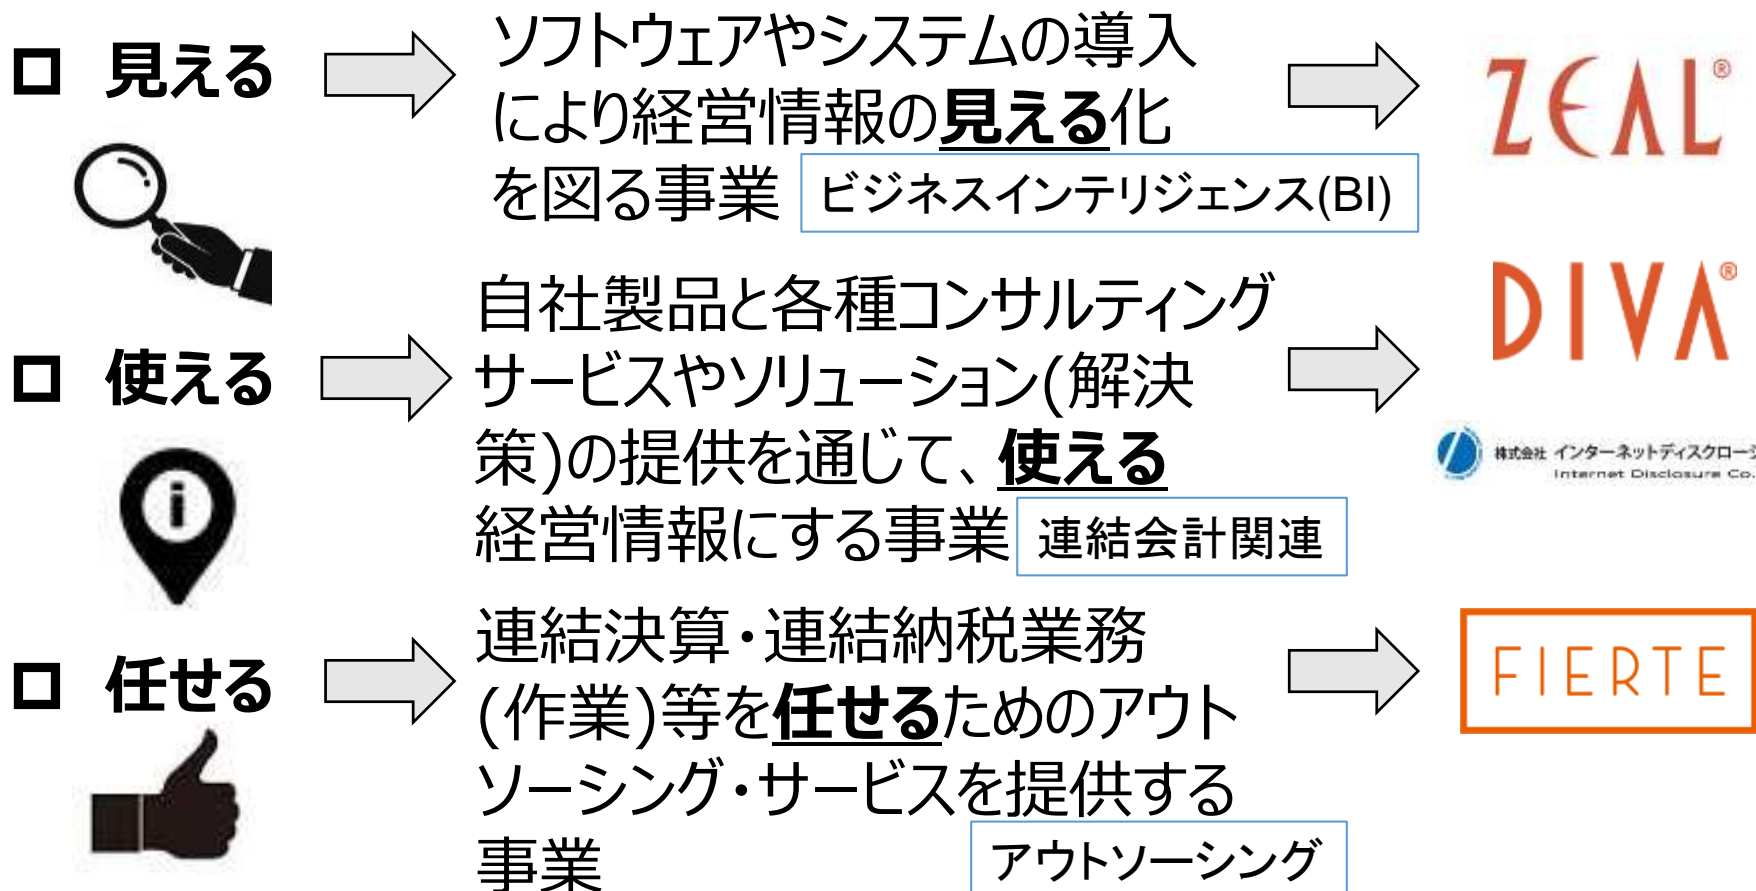 □ 見える
ソフトウェアやシステムの導入
により経営情報の見える化
を図る事業
ビジネスインテリジェンス(BI)
ZEAL®
□ 使える
自社製品と各種コンサルティング
サービスやソリューション(解決
策)の提供を通じて、使える
経営情報にする事業
連結会計関連
DIVA®
株式会社 インターネットディスクロージ
Internet Disclosure Co.
i
□ 任せる
連結決算・連結納税業務
(作業)等を任せるためのアウト
ソーシング・サービスを提供する
事業
アウトソーシング
FIERTE